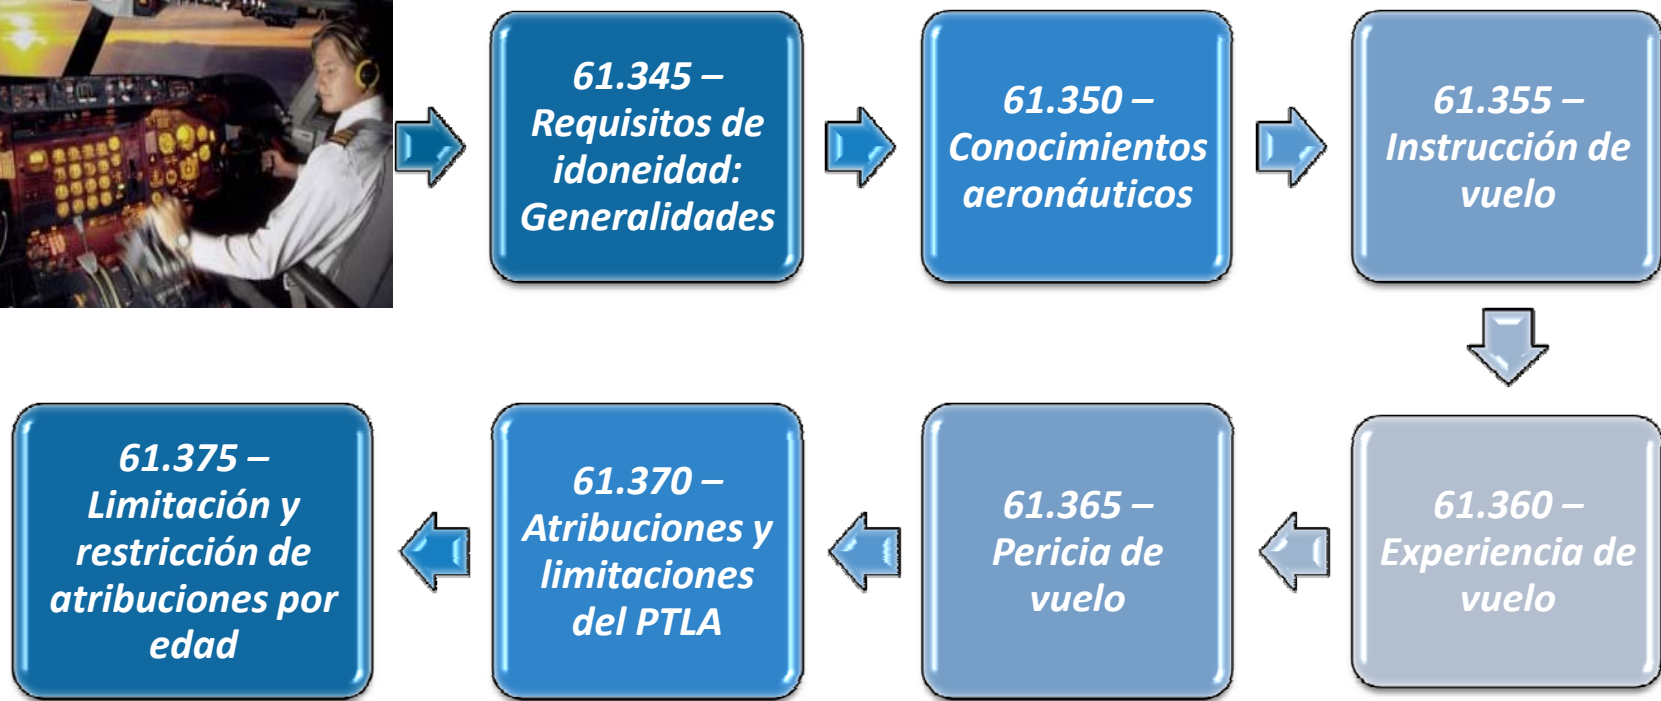 61.345 –
Requisitos de
idoneidad:
Generalidades
61.350 –
Conocimientos
aeronáuticos
61.355 –
Instrucción de
vuelo
61.360 –
Experiencia de
vuelo
61.365 –
Pericia de
vuelo
61.370 –
Atribuciones y
limitaciones
del PTLA
61.375 –
Limitación y
restricción de
atribuciones por
edad